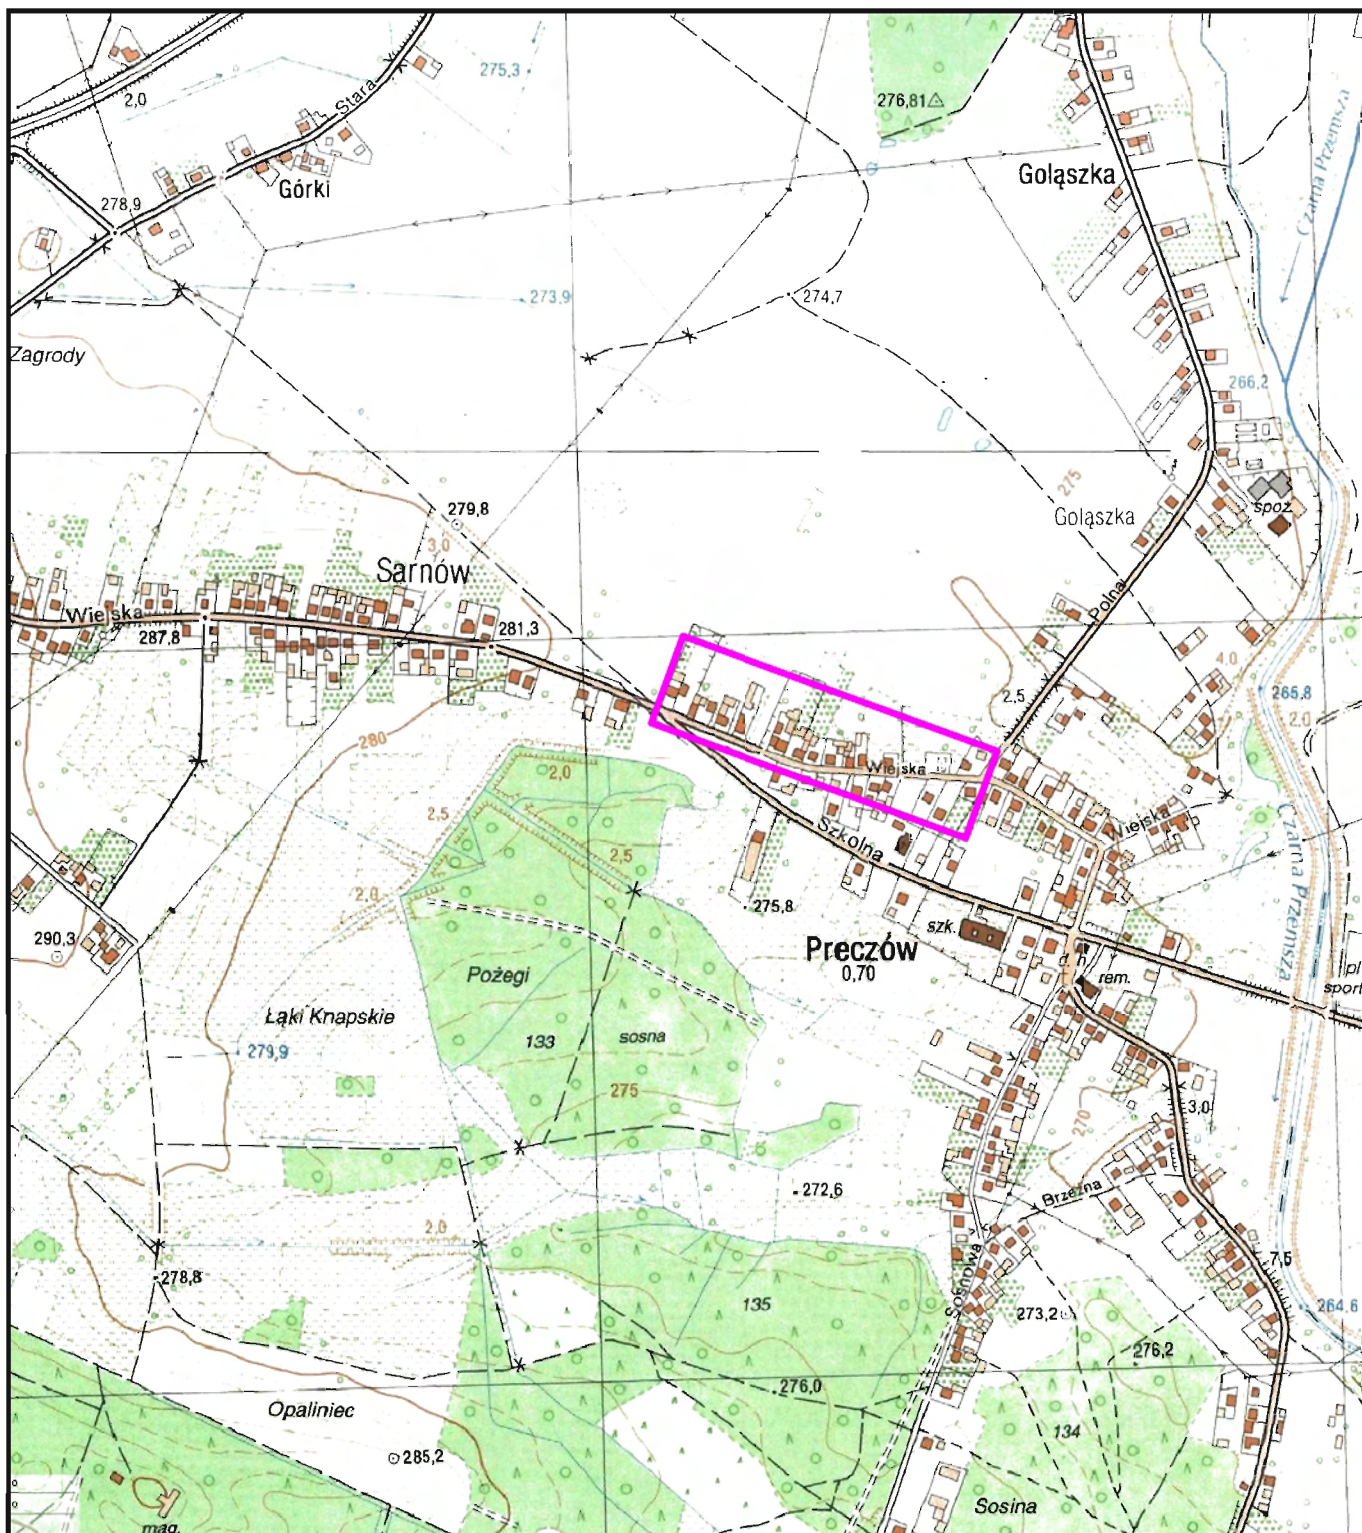 275,3
2,0
Stara
276,81
Czarna Przemsza
Górki
Gołąszka
278,9
273,9
274,7
Zagrody
266,2
275
279,8
spoż.
Gołąszka
3,0
Sarnów
Wiejska
Polna
287,8
281,3
4,0
2,5
265,8
2,0
280
2,0
Wiejska
2,5
Szkolna
Wiejska
2,5
Czarna Przemsza
2,0
275,8
290,3
szk.
Preczów
0,70
d. h.
rem.
pl.
sport
Pożegi
Łąki Knapskie
133
sosna
279,9
275
3,0
270
272,6
Brzeźna
2,0
7,5
278,8
Sosnowa
135
273,2
264,6
276,2
276,0
Opaliniec
134
285,2
Sosina
mag.